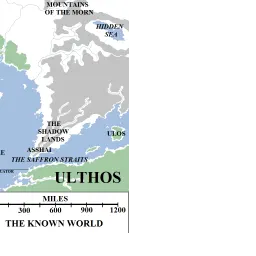 MOUNTAINS
OF THE MORN
HIDDEN
SEA
THE
SHADOW
LANDS
ULOS
ASSHAI
THE SAFFRON STRAITS
ULTHOS
MILES
300 600 900 1200
THE KNOWN WORLD